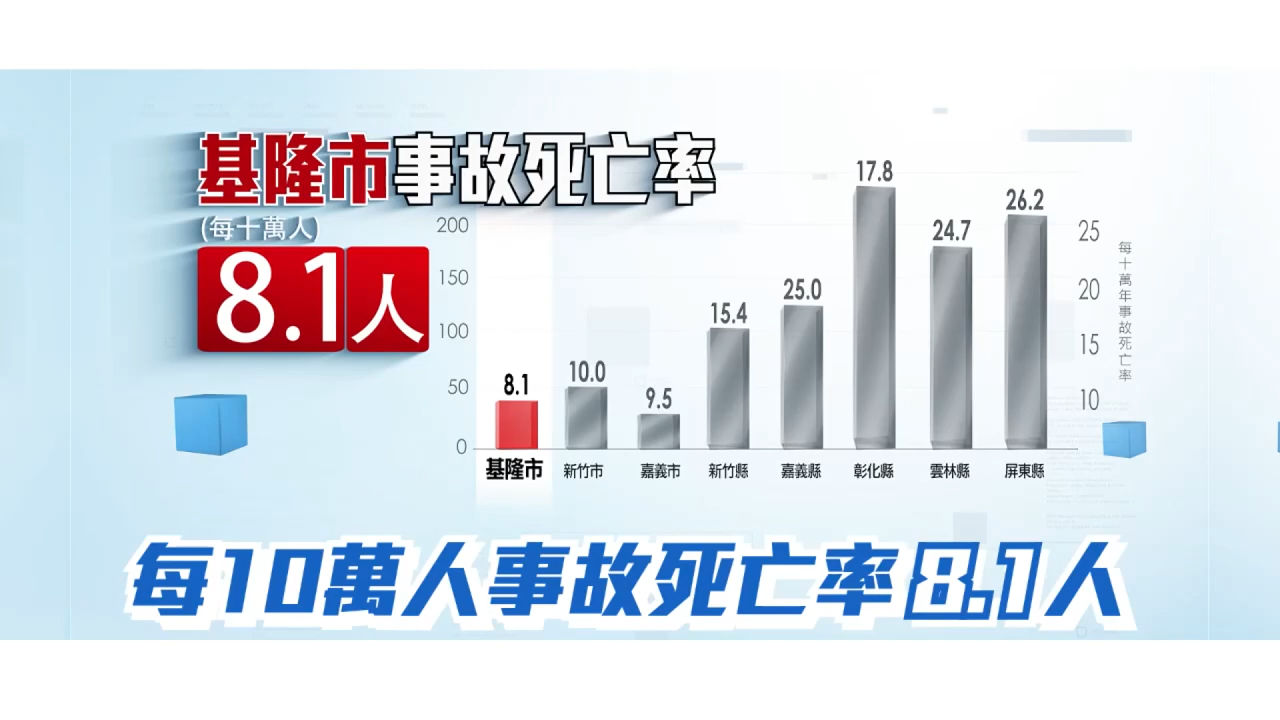 基隆市事故死亡率
(每十萬人)
8.1人
200
150
100
50
0
8.1
10.0
9.5
15.4
25.0
17.8
24.7
26.2
基隆市
新竹市
嘉義市
新竹縣
嘉義縣
彰化縣
雲林縣
屏東縣
25
20
15
10
每十萬年事故死亡率
每10萬人事故死亡率8.1人